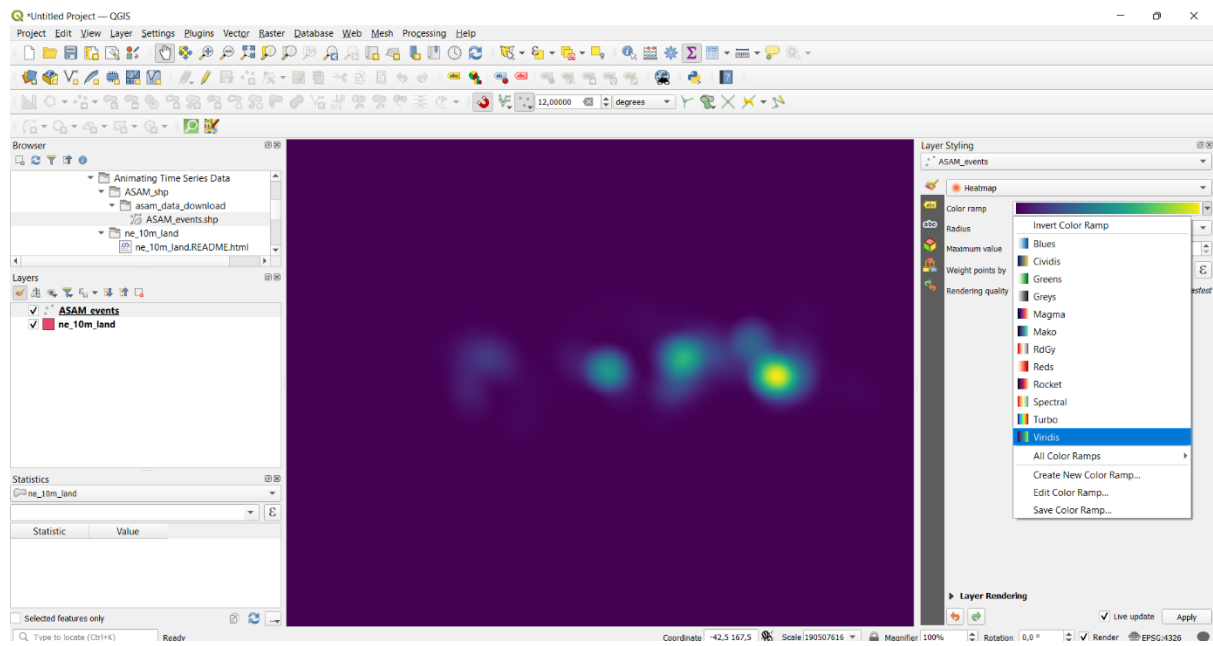 *Untitled Project — QGIS
Project Edit View Layer Settings Plugins Vector Raster Database Web Mesh Processing Help
12,00000 degrees
Browser
Animating Time Series Data
ASAM_shp
asam_data_download
ASAM_events.shp
ne_10m_land
ne_10m_land.README.html
Layers
ASAM_events
ne_10m_land
Statistics
ne_10m_land
Statistic Value
Selected features only
Type to locate (Ctrl+K) Ready
Layer Styling
ASAM_events
Heatmap
Color ramp
Radius
Maximum value
Weight points by
Rendering quality
Invert Color Ramp
Blues
Cividis
Greens
Greys
Magma
Mako
RdGy
Reds
Rocket
Spectral
Turbo
Viridis
All Color Ramps
Create New Color Ramp...
Edit Color Ramp...
Save Color Ramp...
Layer Rendering
Live update Apply
Coordinate -42,5 167,5 Scale 190507616 Magnifier 100% Rotation 0,0 ° Render EPSG:4326